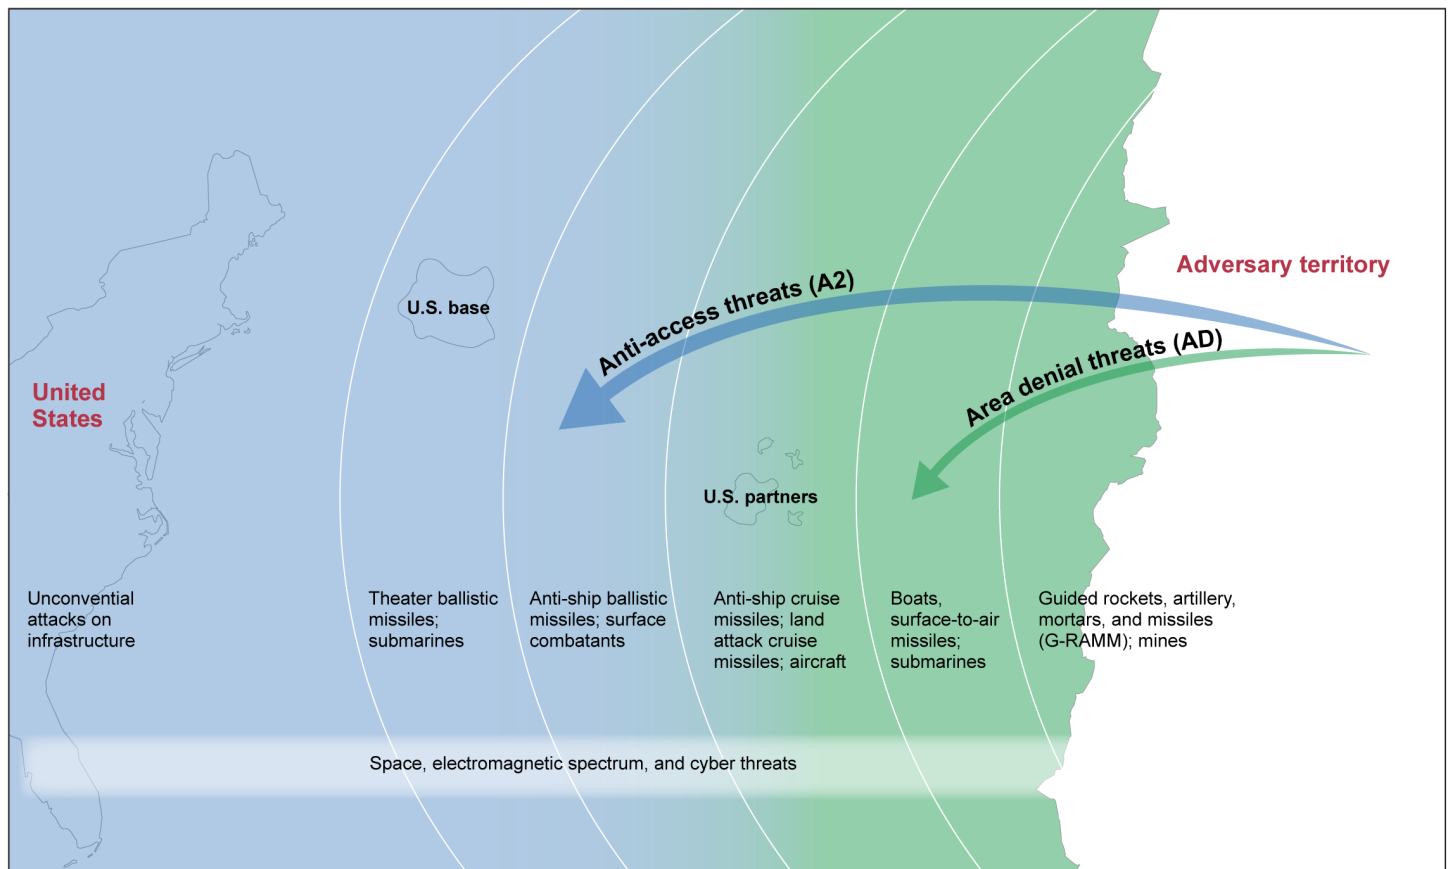 Adversary territory
Anti-access threats (A2)
U.S. base
Area denial threats (AD)
United
States
U.S. partners
Unconvential
attacks on
infrastructure
Theater ballistic
missiles;
submarines
Anti-ship ballistic
missiles; surface
combatants
Anti-ship cruise
missiles; land
attack cruise
missiles; aircraft
Boats,
surface-to-air
missiles;
submarines
Guided rockets, artillery,
mortars, and missiles
(G-RAMM); mines
Space, electromagnetic spectrum, and cyber threats